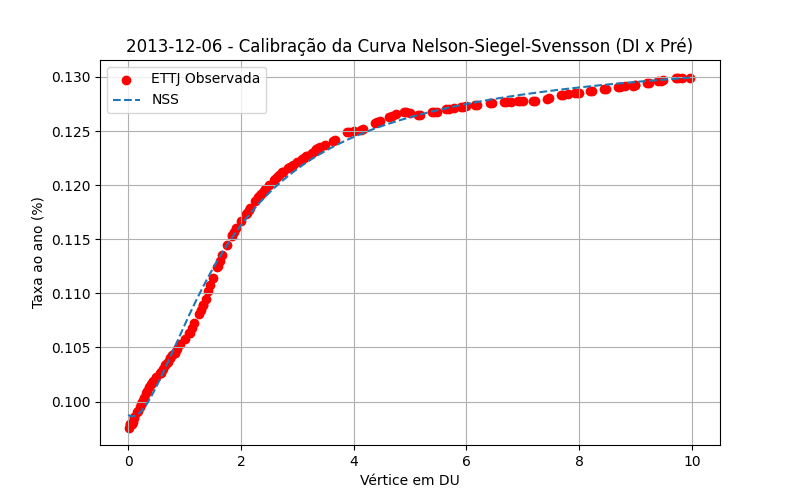 2013-12-06 - Calibração da Curva Nelson-Siegel-Svensson (DI x Pré)
ETTJ Observada
NSS
Taxa ao ano (%)
0.130
0.125
0.120
0.115
0.110
0.105
0.100
0 2 4 6 8 10
Vértice em DU